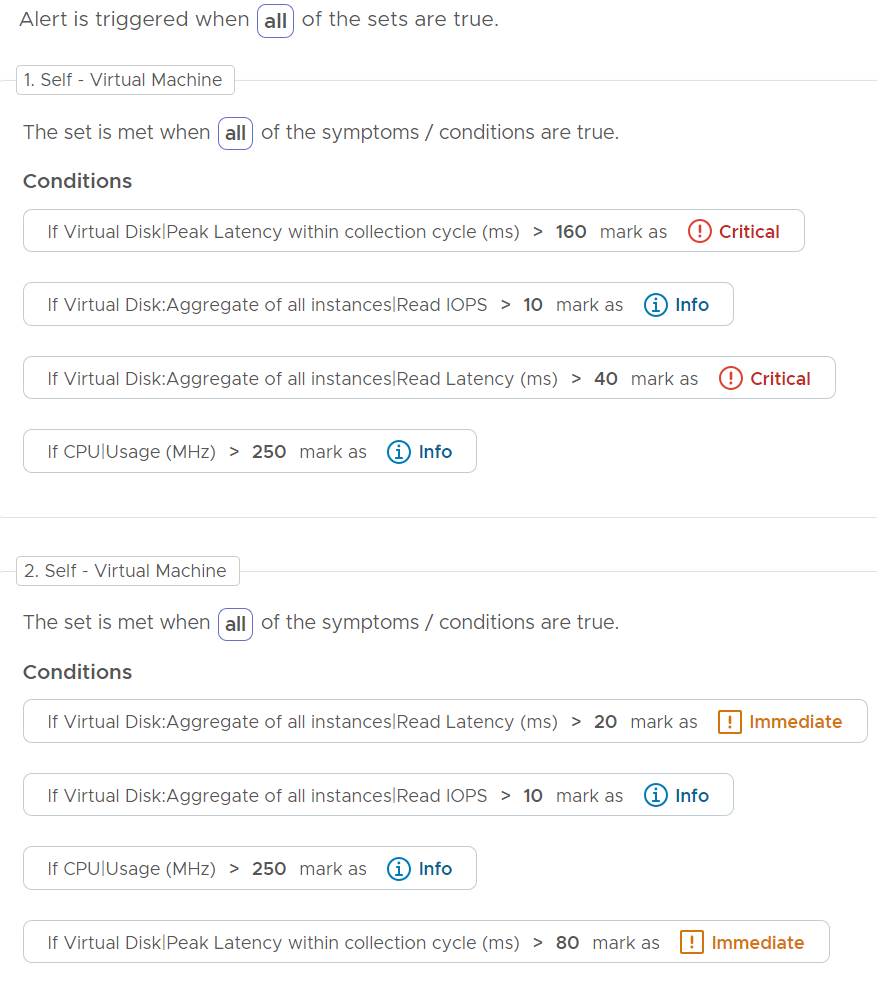 Alert is triggered when all of the sets are true.
1. Self - Virtual Machine
The set is met when all of the symptoms / conditions are true.
Conditions
If Virtual Disk|Peak Latency within collection cycle (ms) > 160 mark as Critical
If Virtual Disk:Aggregate of all instances|Read IOPS > 10 mark as Info
If Virtual Disk:Aggregate of all instances|Read Latency (ms) > 40 mark as Critical
If CPU|Usage (MHz) > 250 mark as Info
2. Self - Virtual Machine
The set is met when all of the symptoms / conditions are true.
Conditions
If Virtual Disk:Aggregate of all instances|Read Latency (ms) > 20 mark as Immediate
If Virtual Disk:Aggregate of all instances|Read IOPS > 10 mark as Info
If CPU|Usage (MHz) > 250 mark as Info
If Virtual Disk|Peak Latency within collection cycle (ms) > 80 mark as Immediate